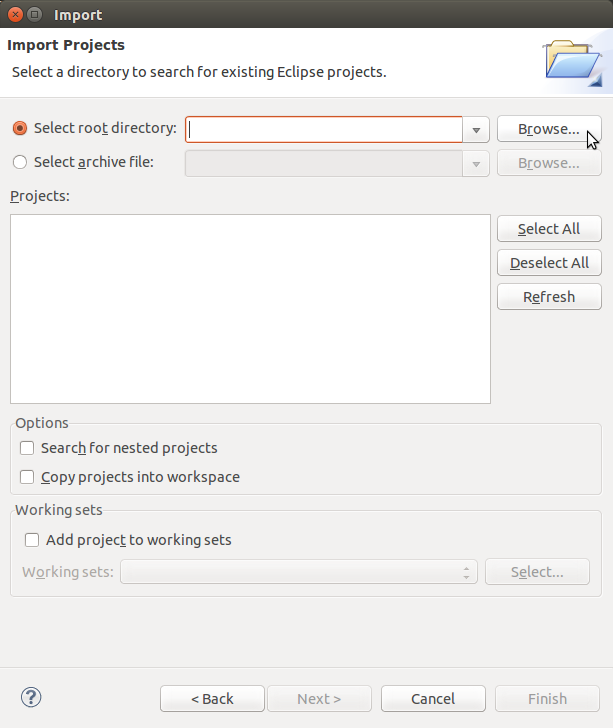 Import
Import Projects
Select a directory to search for existing Eclipse projects.
Select root directory:
Browse...
Select archive file:
Browse...
Projects:
Select All
Deselect All
Refresh
Options
Search for nested projects
Copy projects into workspace
Working sets
Add project to working sets
Working sets:
Select...
?
< Back
Next >
Cancel
Finish